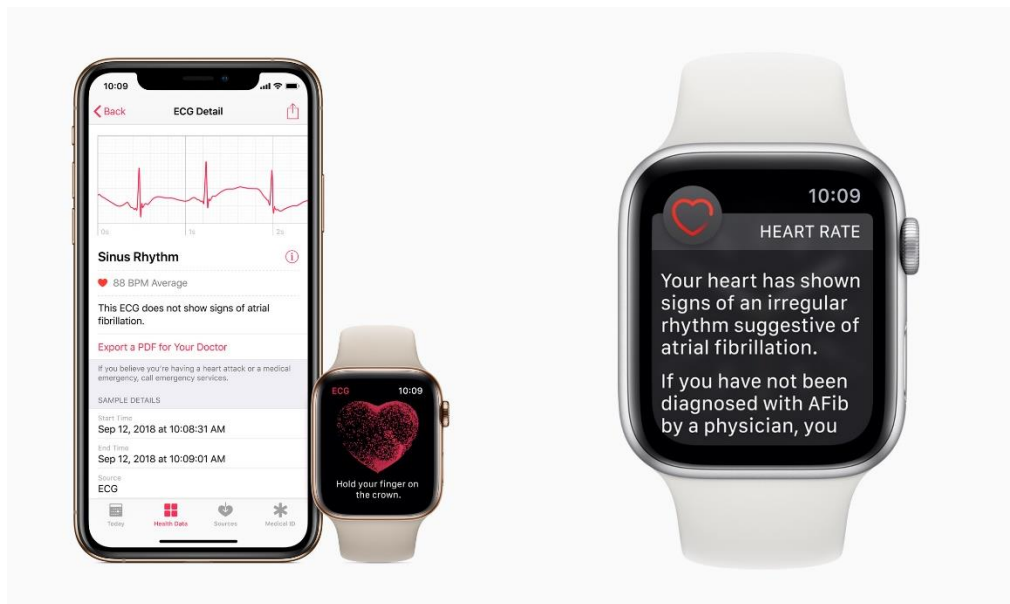 10:09
Back
ECG Detail
0s
1s
2s
Sinus Rhythm
88 BPM Average
This ECG does not show signs of atrial
fibrillation.
Export a PDF for Your Doctor
If you believe you're having a heart attack or a medical
emergency, call emergency services.
SAMPLE DETAILS
Start Time
Sep 12, 2018 at 10:08:31 AM
End Time
Sep 12, 2018 at 10:09:01 AM
Source
ECG
Today
Health Data
Sources
Medical ID
ECG
10:09
Hold your finger on
the crown.
10:09
HEART RATE
Your heart has shown
signs of an irregular
rhythm suggestive of
atrial fibrillation.
If you have not been
diagnosed with AFib
by a physician, you